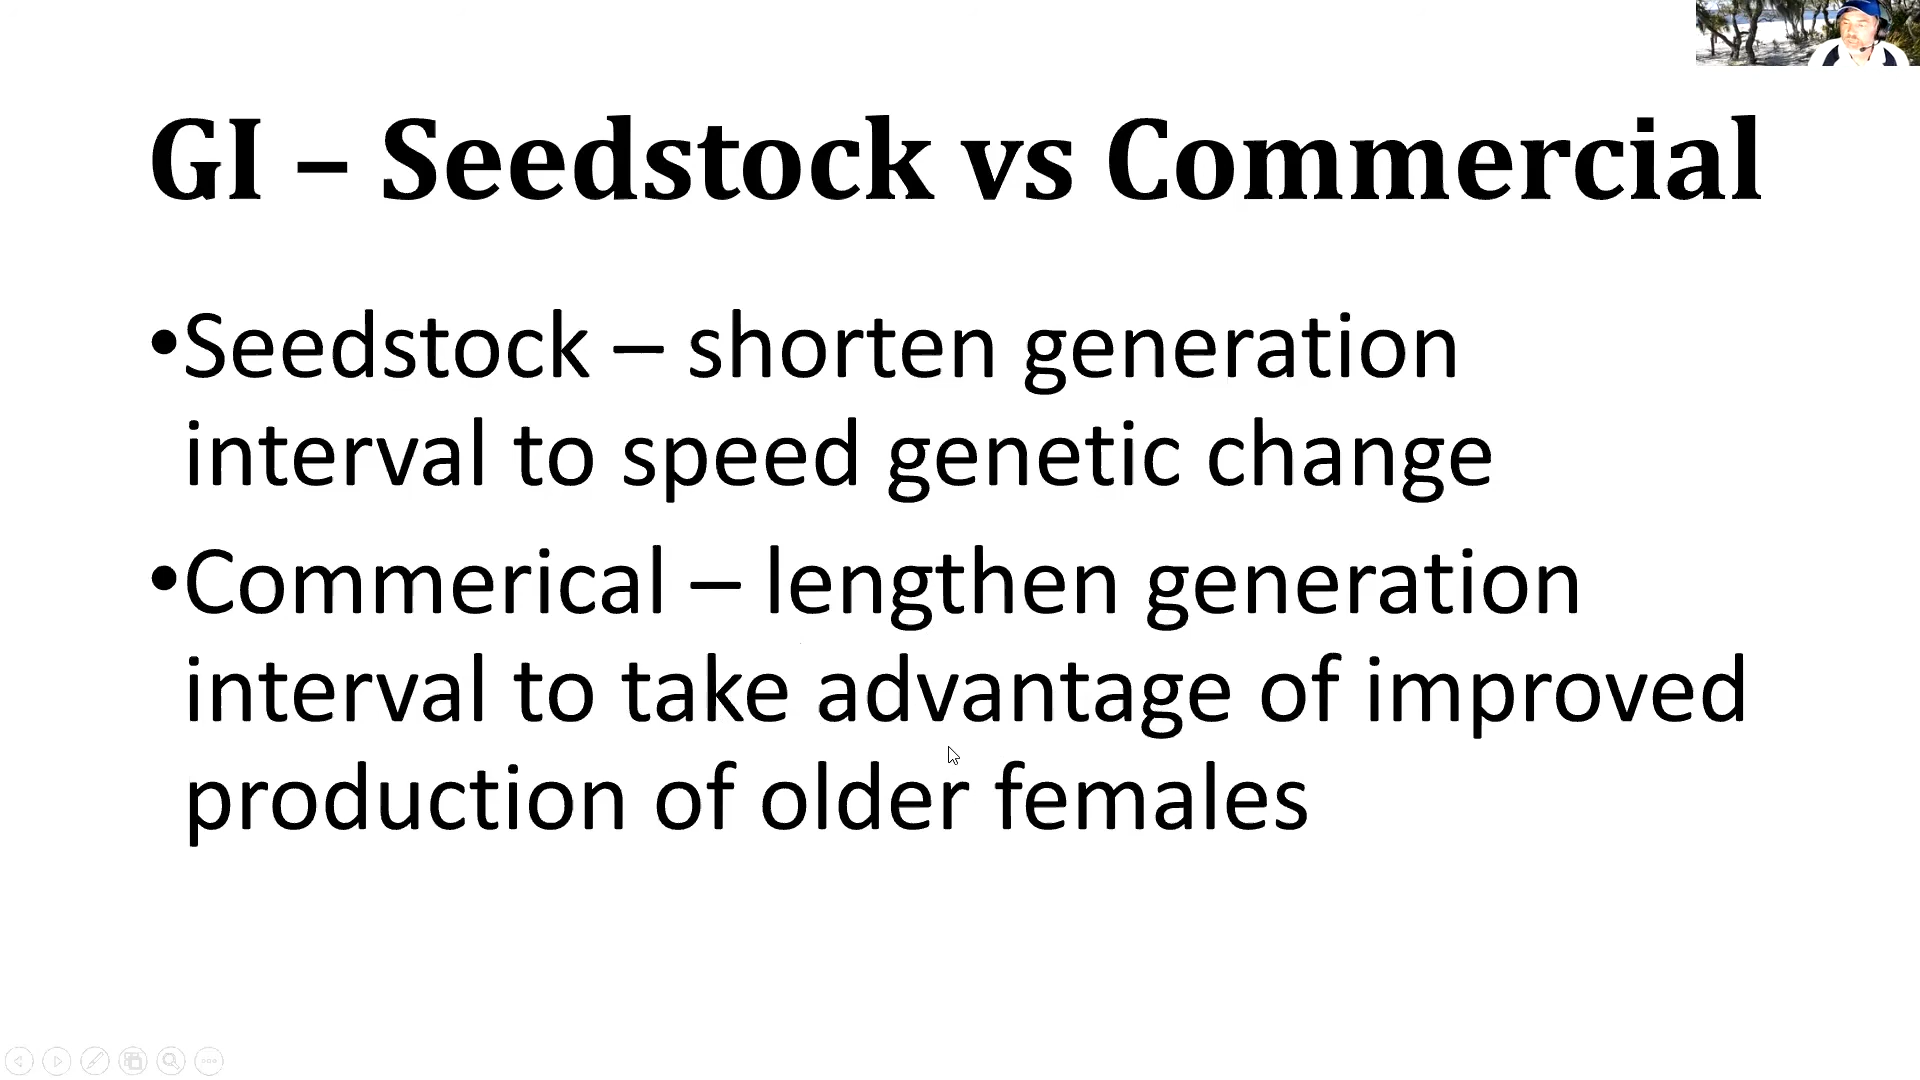 GI – Seedstock vs Commercial
•Seedstock – shorten generation
interval to speed genetic change
•Commerical – lengthen generation
interval to take advantage of improved
production of older females